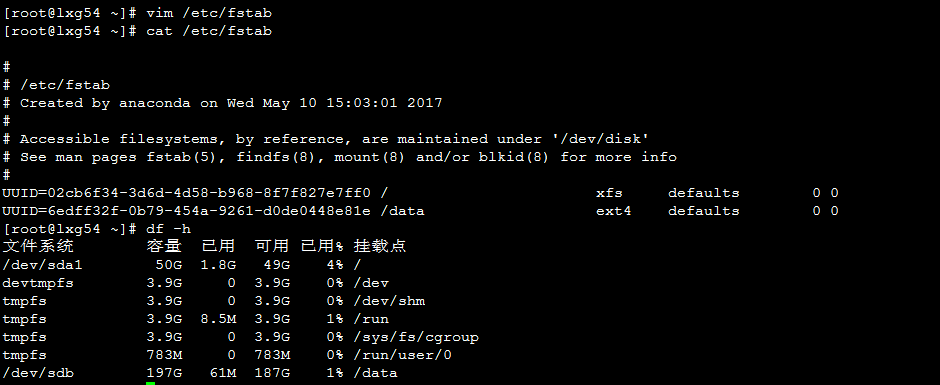 [root@lxg54 ~]# vim /etc/fstab
[root@lxg54 ~]# cat /etc/fstab
#
# /etc/fstab
# Created by anaconda on Wed May 10 15:03:01 2017
#
# Accessible filesystems, by reference, are maintained under '/dev/disk'
# See man pages fstab(5), findfs(8), mount(8) and/or blkid(8) for more info
#
UUID=02cb6f34-3d6d-4d58-b968-8f7f827e7ff0 /                       xfs     defaults        0 0
UUID=6edff32f-0b79-454a-9261-d0de0448e81e /data                   ext4    defaults        0 0
[root@lxg54 ~]# df -h
文件系统        容量  已用  可用 已用% 挂载点
/dev/sda1        50G  1.8G   49G    4% /
devtmpfs        3.9G     0  3.9G    0% /dev
tmpfs           3.9G     0  3.9G    0% /dev/shm
tmpfs           3.9G  8.5M  3.9G    1% /run
tmpfs           3.9G     0  3.9G    0% /sys/fs/cgroup
tmpfs           783M     0  783M    0% /run/user/0
/dev/sdb        197G   61M  187G    1% /data